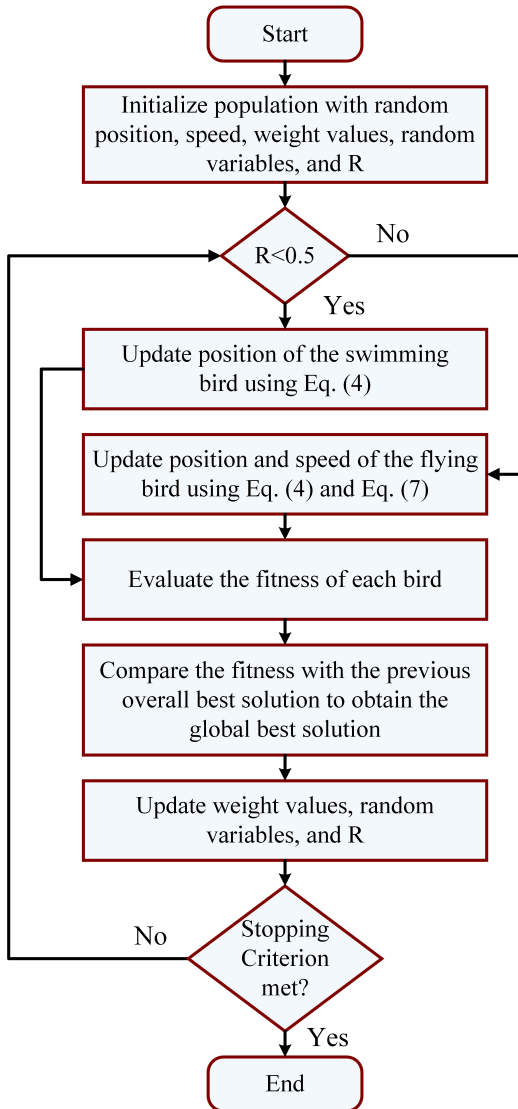 Start
Initialize population with random
position, speed, weight values, random
variables, and R
R<0.5
No
Yes
Update position of the swimming
bird using Eq. (4)
Update position and speed of the flying
bird using Eq. (4) and Eq. (7)
Evaluate the fitness of each bird
Compare the fitness with the previous
overall best solution to obtain the
global best solution
Update weight values, random
variables, and R
No
Stopping
Criterion
met?
Yes
End